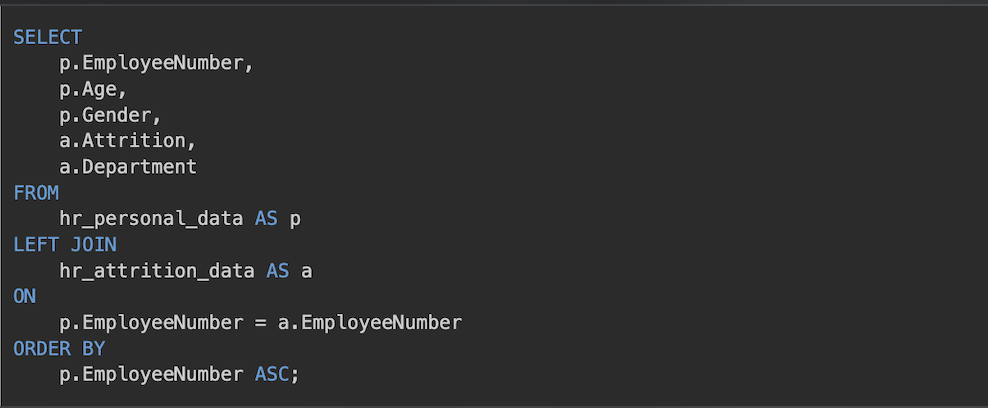 SELECT
    p.EmployeeNumber,
    p.Age,
    p.Gender,
    a.Attrition,
    a.Department
FROM
    hr_personal_data AS p
LEFT JOIN
    hr_attrition_data AS a
ON
    p.EmployeeNumber = a.EmployeeNumber
ORDER BY
    p.EmployeeNumber ASC;